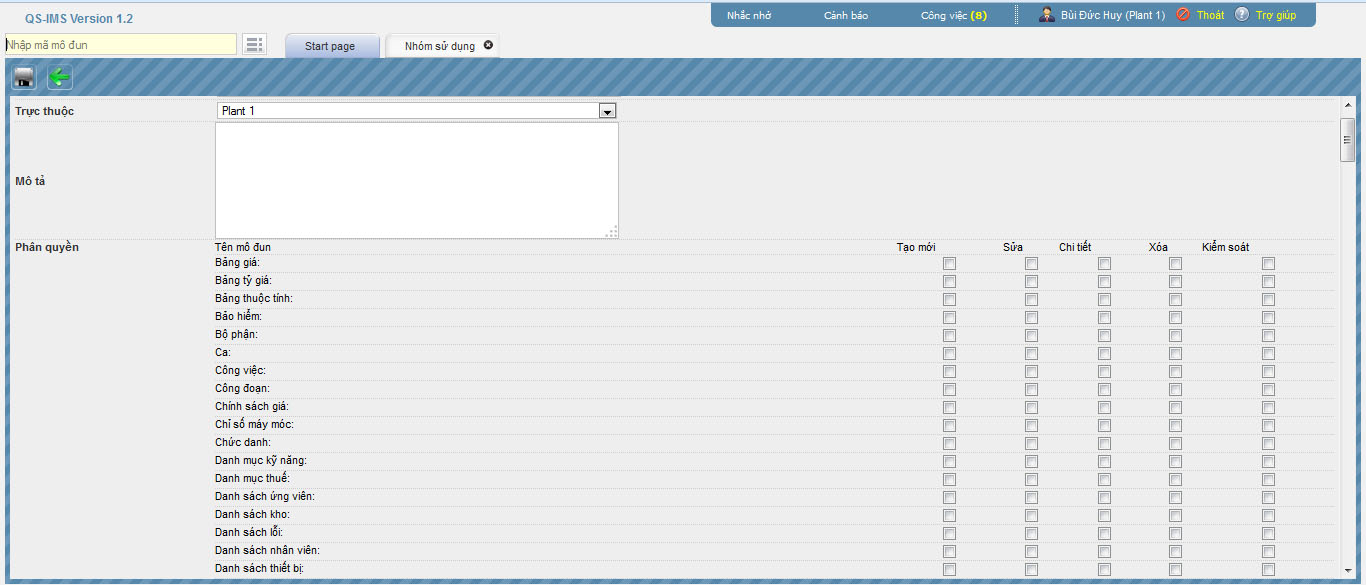 QS-IMS Version 1.2
Nhắc nhở Cảnh báo Công việc (8) Bùi Đức Huy (Plant 1) Thoát Trợ giúp
Nhập mã mô đun Start page Nhóm sử dụng
Trực thuộc Plant 1
Mô tả
Phân quyền Tên mô đun Tạo mới Sửa Chi tiết Xóa Kiểm soát
Bảng giá:
Bảng tỷ giá:
Bảng thuộc tính:
Bảo hiểm:
Bộ phận:
Ca:
Công việc:
Công đoạn:
Chính sách giá:
Chỉ số máy móc:
Chức danh:
Danh mục kỹ năng:
Danh mục thuế:
Danh sách ứng viên:
Danh sách kho:
Danh sách lỗi:
Danh sách nhân viên:
Danh sách thiết bị: